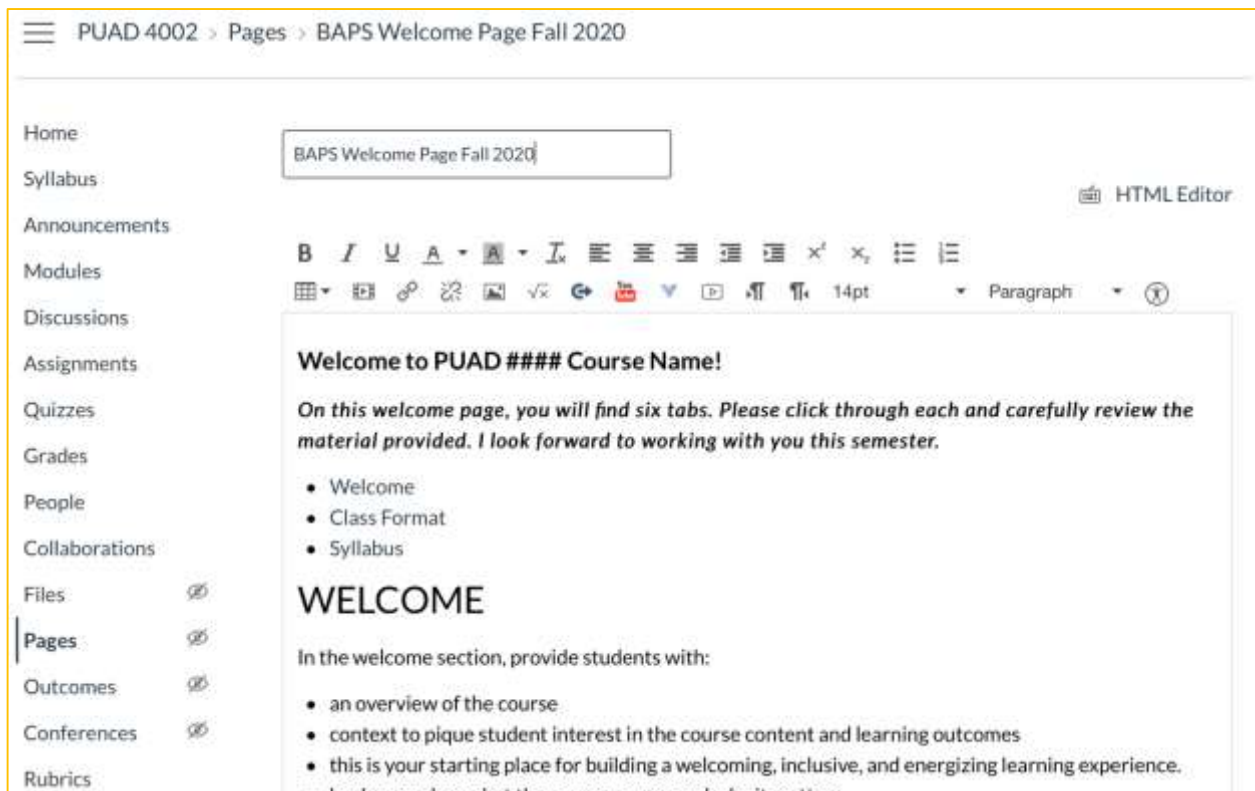 PUAD 4002 > Pages > BAPS Welcome Page Fall 2020
Home
Syllabus
Announcements
Modules
Discussions
Assignments
Quizzes
Grades
People
Collaborations
Files
Pages
Outcomes
Conferences
Rubrics
BAPS Welcome Page Fall 2020
HTML Editor
B I U A A Ix x² x₂
√x You Tube V ¶ ¶ 14pt Paragraph
Welcome to PUAD #### Course Name!
On this welcome page, you will find six tabs. Please click through each and carefully review the
material provided. I look forward to working with you this semester.
• Welcome
• Class Format
• Syllabus
WELCOME
In the welcome section, provide students with:
• an overview of the course
• context to pique student interest in the course content and learning outcomes
• this is your starting place for building a welcoming, inclusive, and energizing learning experience.